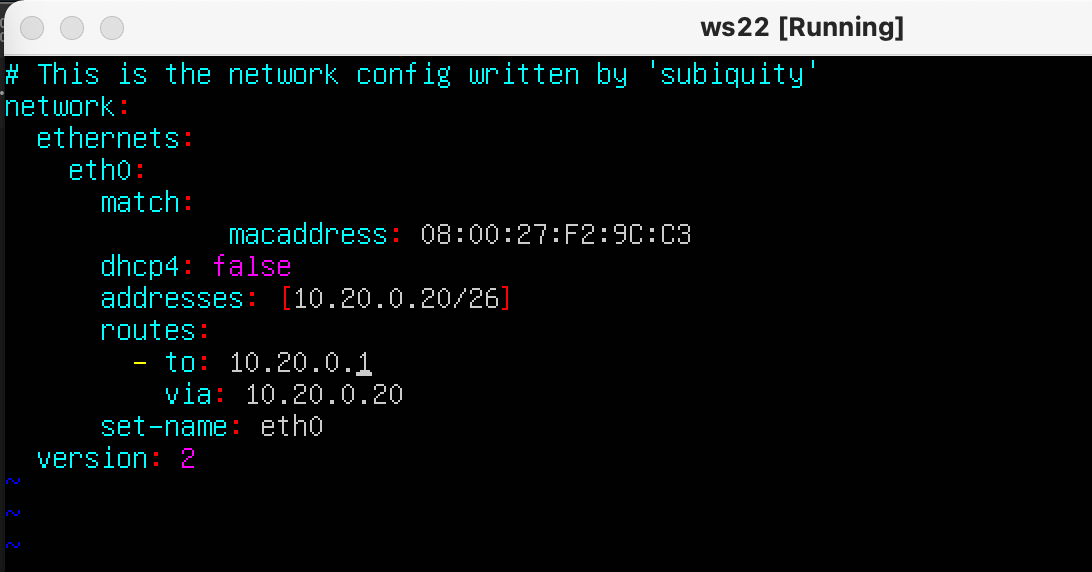 ws22 [Running]
# This is the network config written by 'subiquity'
network:
  ethernets:
    eth0:
      match:
              macaddress: 08:00:27:F2:9C:C3
      dhcp4: false
      addresses: [10.20.0.20/26]
      routes:
        - to: 10.20.0.1
          via: 10.20.0.20
      set-name: eth0
  version: 2
~
~
~